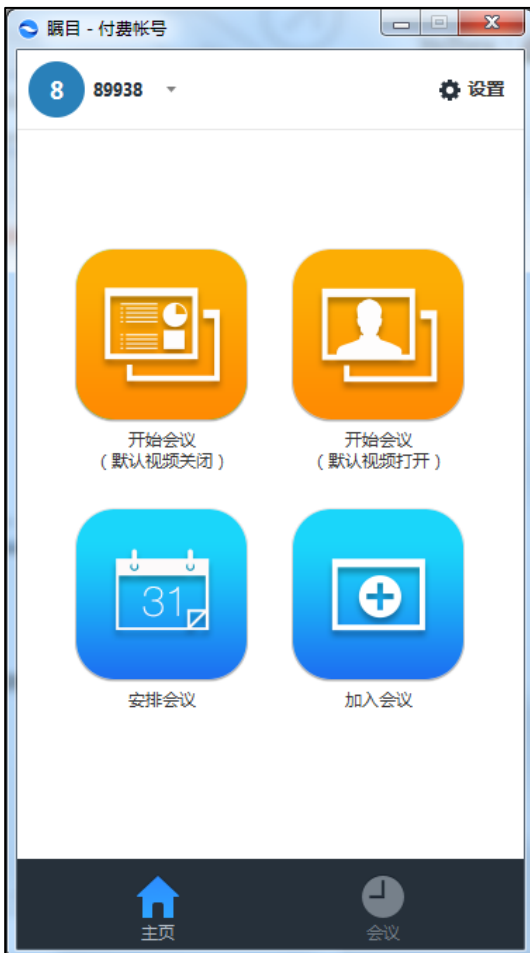 瞩目 - 付费帐号
8 89938 设置
开始会议
（默认视频关闭）
开始会议
（默认视频打开）
31
安排会议
加入会议
主页
会议